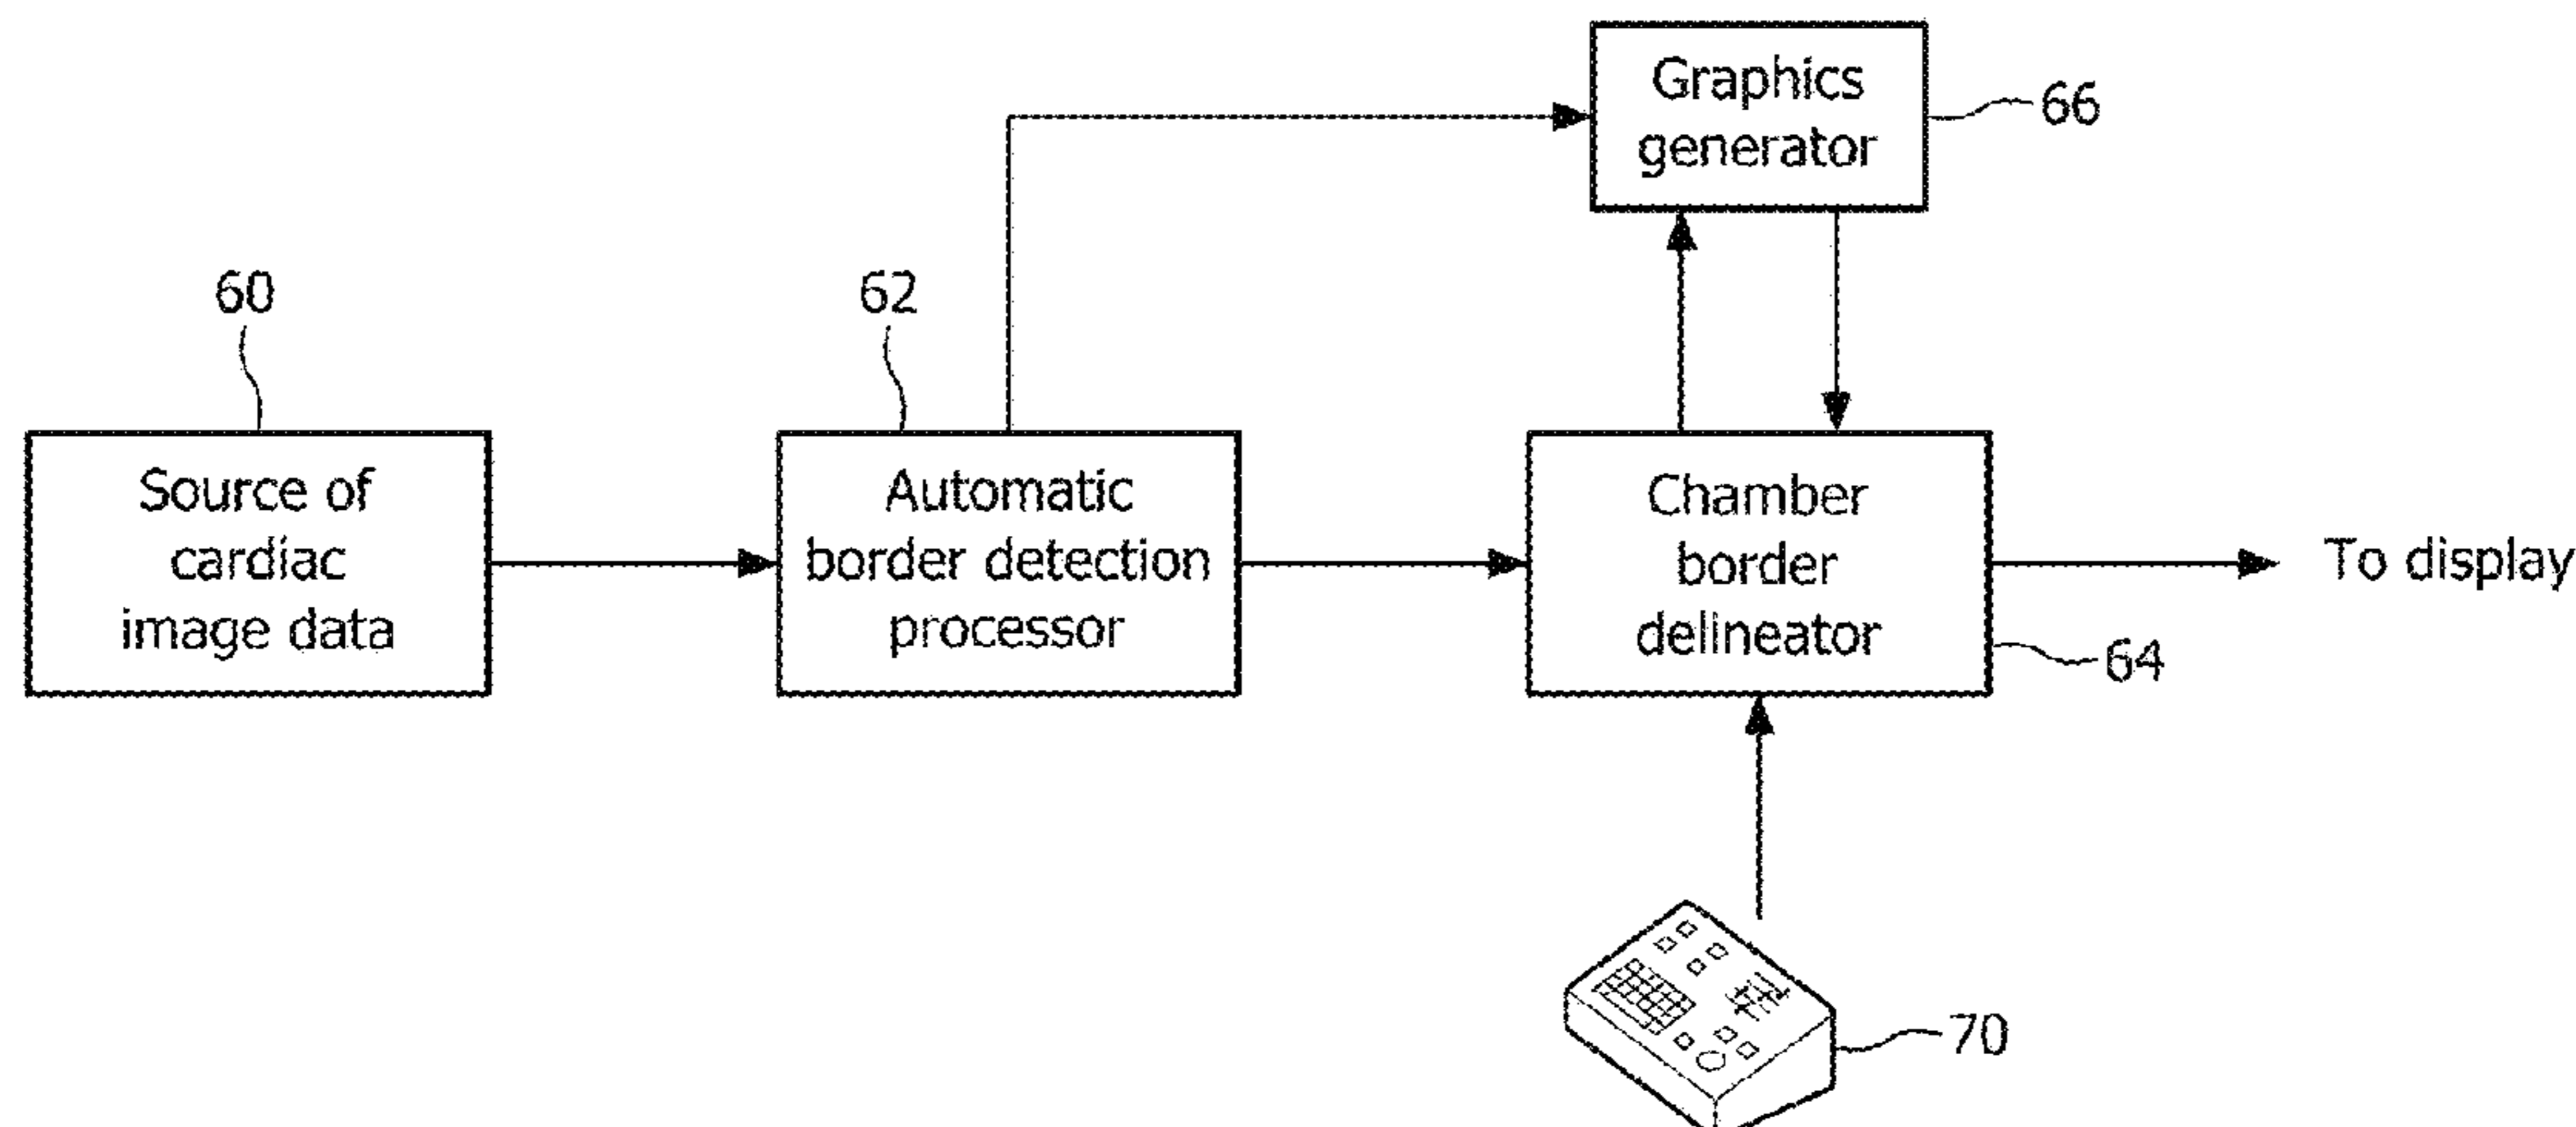 Graphics
generator
66
60
62
Source of
cardiac
image data
Automatic
border detection
processor
Chamber
border
delineator
To display
64
70